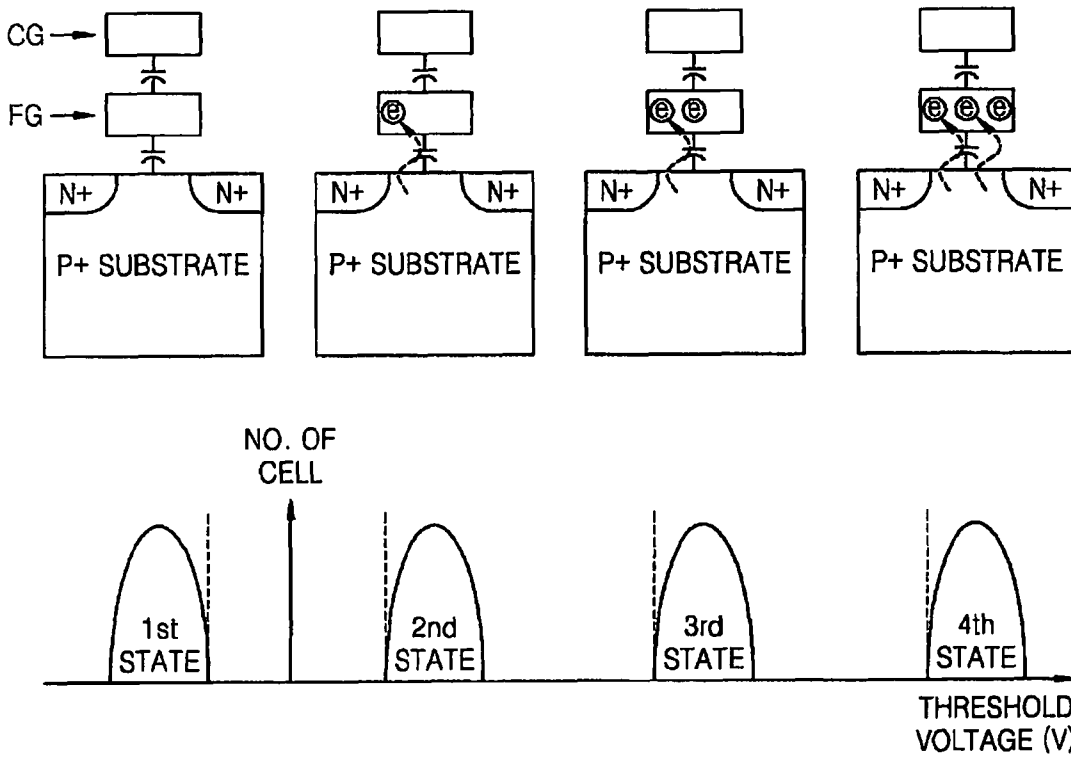 CG
FG
e
e e
e e e
N+ N+
N+ N+
N+ N+
N+ N+
P+ SUBSTRATE
P+ SUBSTRATE
P+ SUBSTRATE
P+ SUBSTRATE
NO. OF
CELL
1st
STATE
2nd
STATE
3rd
STATE
4th
STATE
THRESHOLD
VOLTAGE (V)